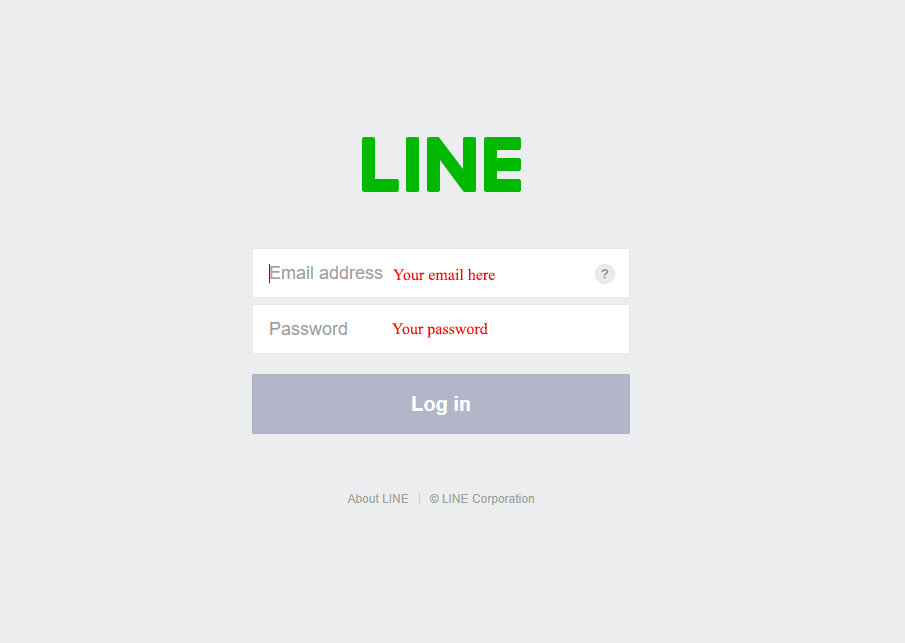 LINE
Email address Your email here ?
Password Your password
Log in
About LINE | © LINE Corporation